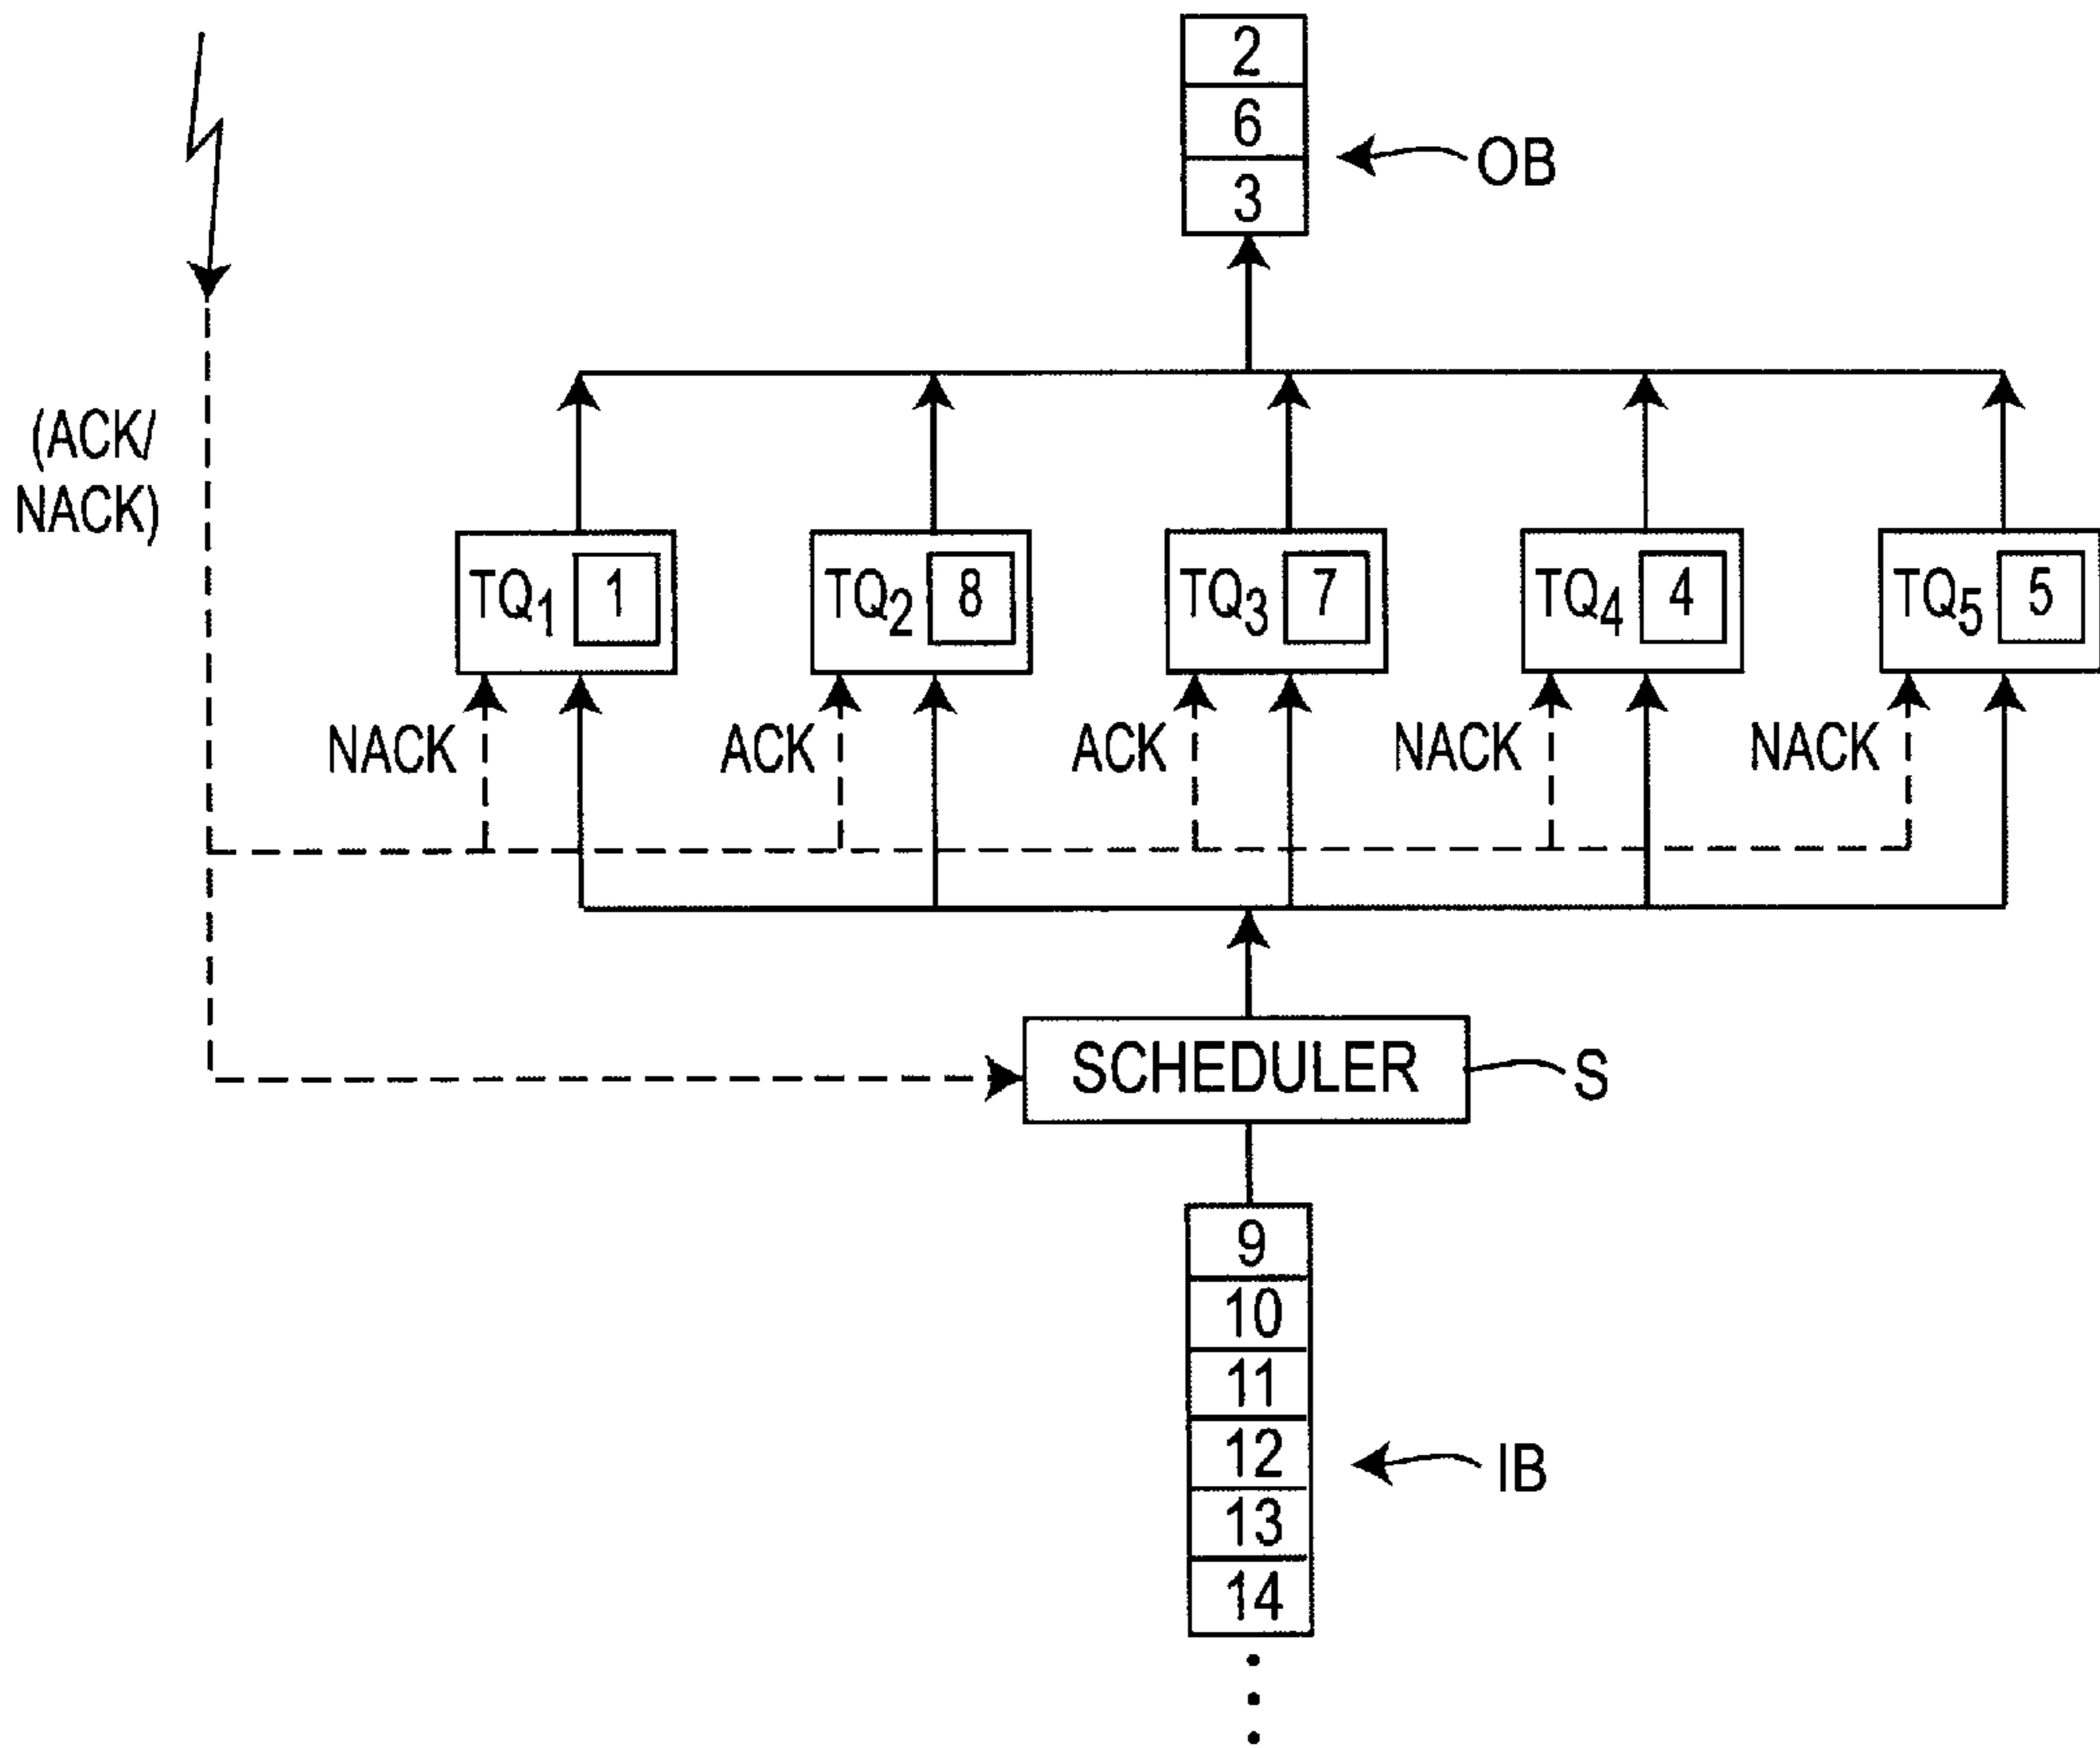 2
6
3
OB
(ACK/
NACK)
TQ1 1
TQ2 8
TQ3 7
TQ4 4
TQ5 5
NACK
ACK
ACK
NACK
NACK
SCHEDULER
S
9
10
11
12
13
14
IB